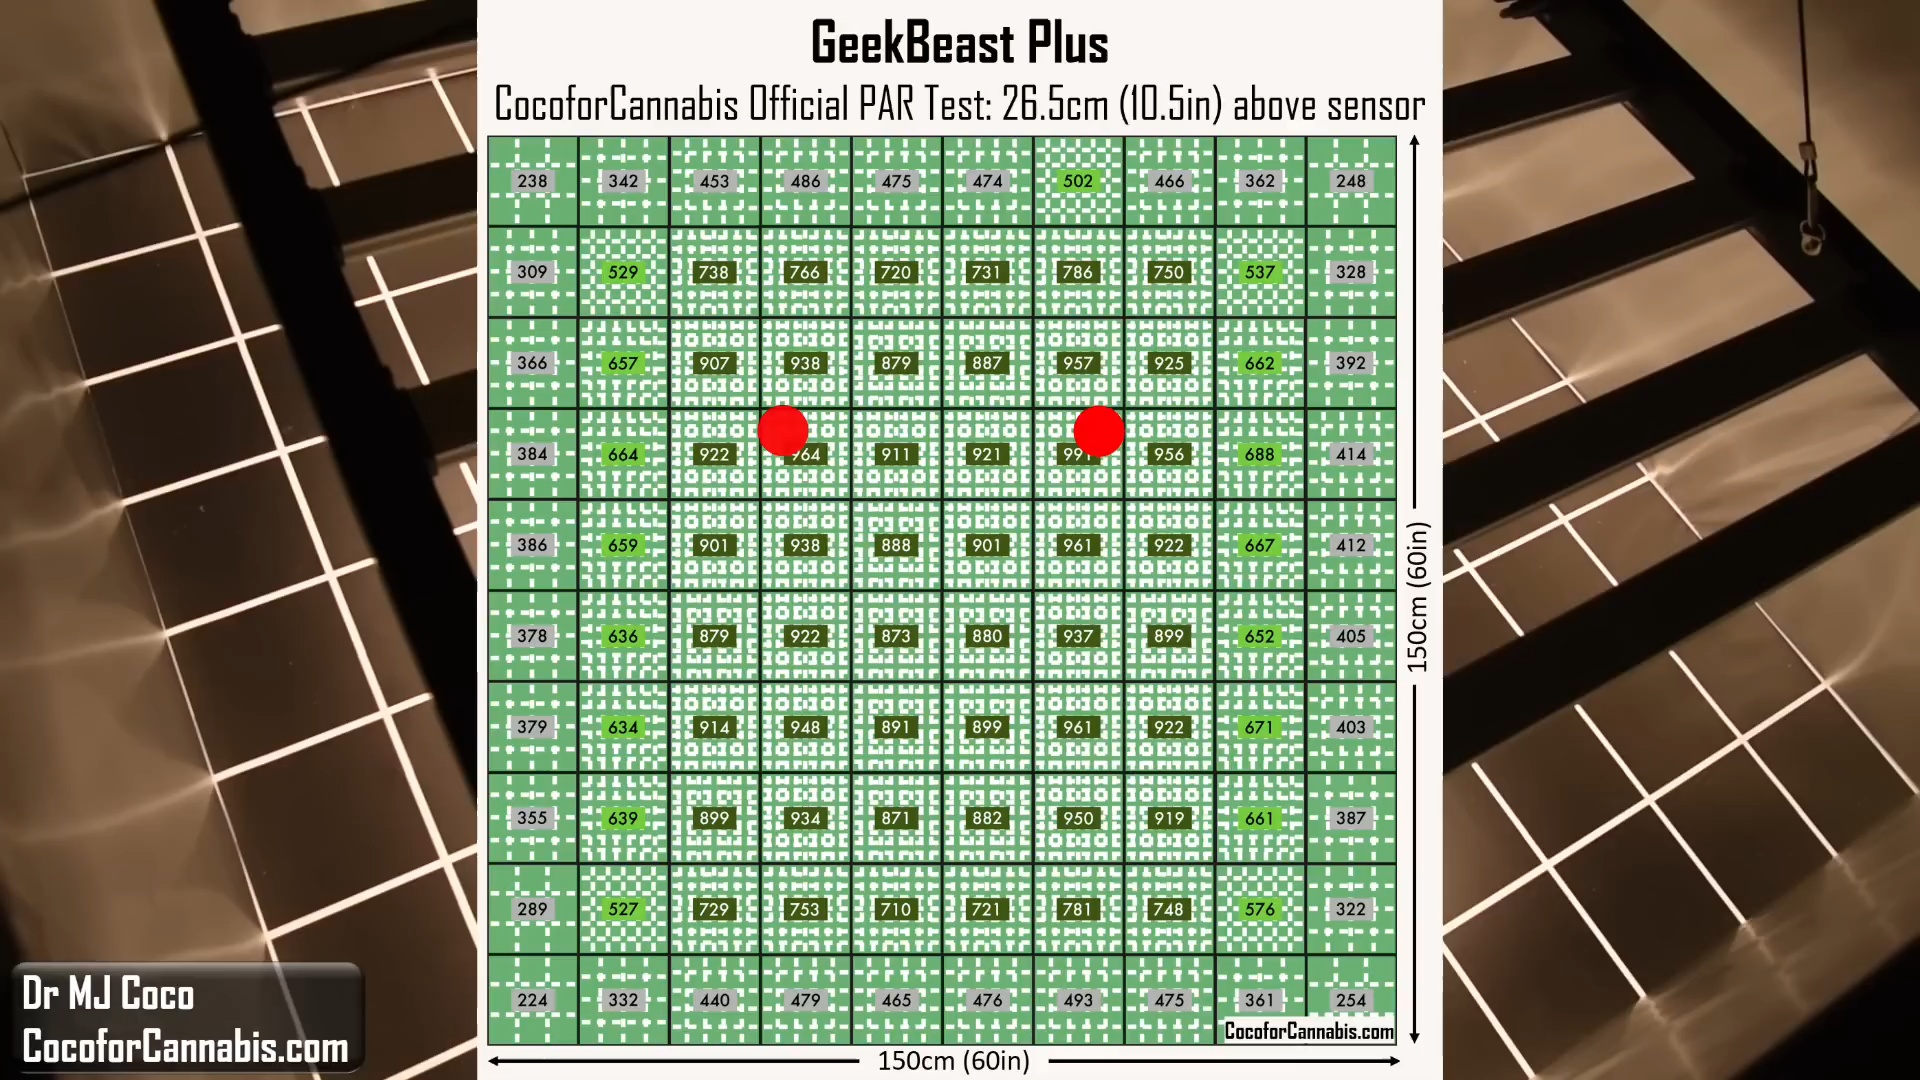 GeekBeast Plus
CocoforCannabis Official PAR Test: 26.5cm (10.5in) above sensor
238 342 453 486 475 474 502 466 362 248
309 529 738 766 720 731 786 750 537 328
366 657 907 938 879 887 957 925 662 392
384 664 922 964 911 921 956 688 414
386 659 901 938 888 901 961 922 667 412
378 636 879 922 873 880 937 899 652 405
379 634 914 948 891 899 961 922 671 403
355 639 899 934 871 882 950 919 661 387
289 527 729 753 710 721 781 748 576 322
224 332 440 479 465 476 493 475 361 254
CocoforCannabis.com
150cm (60in)
150cm (60in)
Dr MJ Coco
CocoforCannabis.com